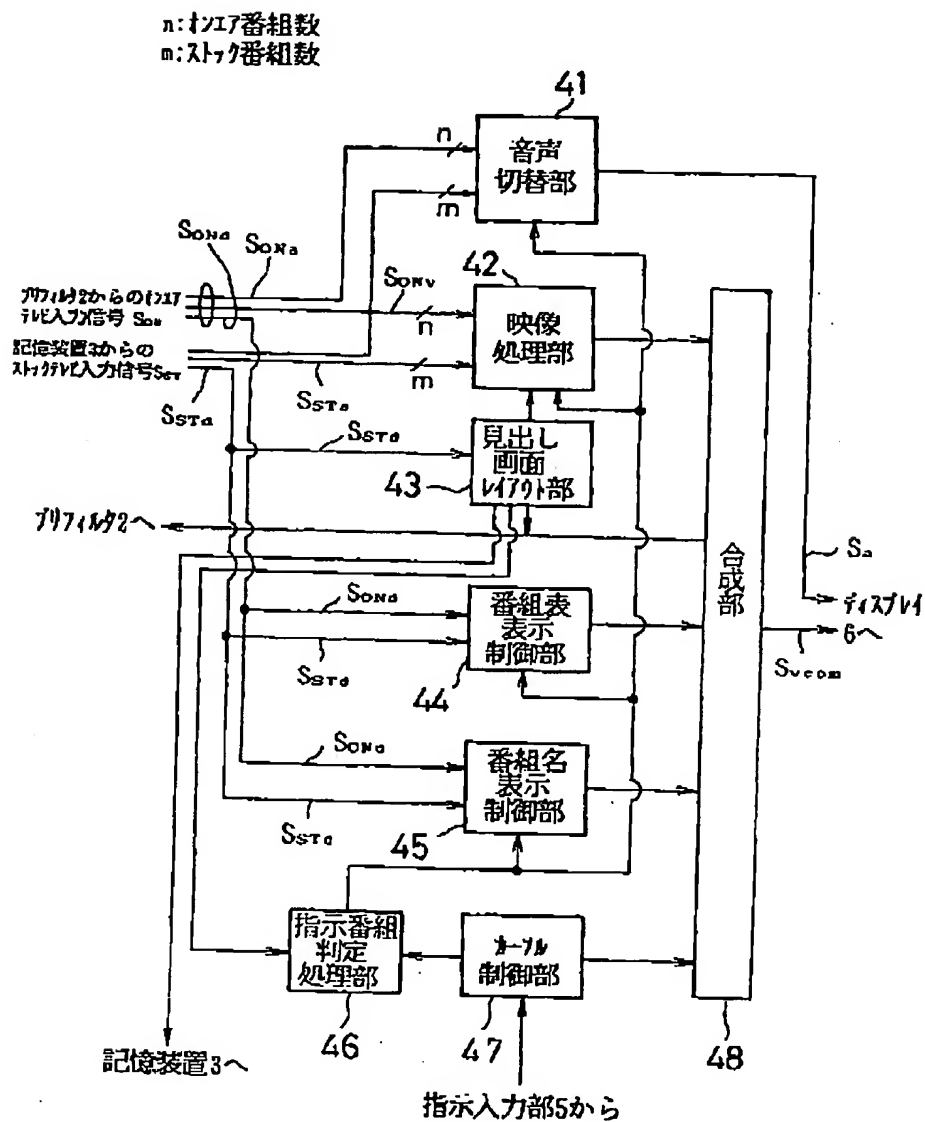 n:オンエア番組数
m:ストック番組数
41
音声
切替部
n
m
SONd
SONa
SONv
42
映像
処理部
n
m
プリフィルタ2からのオンエア
テレビ入力信号 SON
記憶装置3からの
ストックテレビ入力信号SST
SSTd
SSTd
見出し
画面
レイアウト部
43
プリフィルタ2へ
合成部
Sa
ディスプレイ
6へ
Svcom
SONd
SSTd
番組表
表示
制御部
44
SONd
SSTd
番組名
表示
制御部
45
指示番組
判定
処理部
46
カーソル
制御部
47
48
記憶装置3へ
指示入力部5から